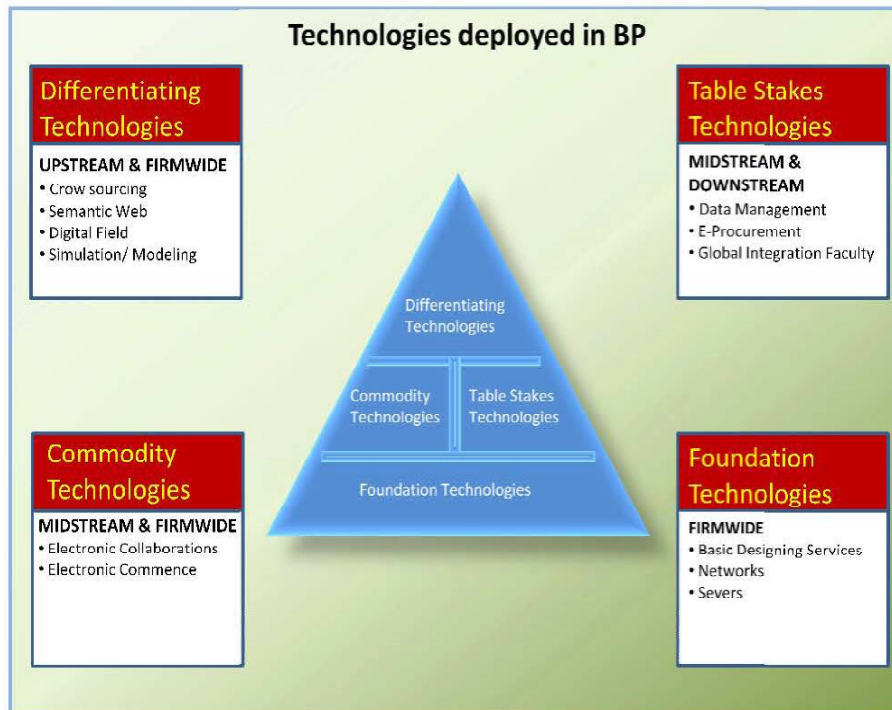 Technologies deployed in BP
Differentiating
Technologies
UPSTREAM & FIRMWIDE
• Crow sourcing
• Semantic Web
• Digital Field
• Simulation/ Modeling
Table Stakes
Technologies
MIDSTREAM &
DOWNSTREAM
• Data Management
• E-Procurement
• Global Integration Faculty
Differentiating
Technologies
Commodity
Technologies
Table Stakes
Technologies
Foundation Technologies
Commodity
Technologies
MIDSTREAM & FIRMWIDE
• Electronic Collaborations
• Electronic Commence
Foundation
Technologies
FIRMWIDE
• Basic Designing Services
• Networks
• Severs